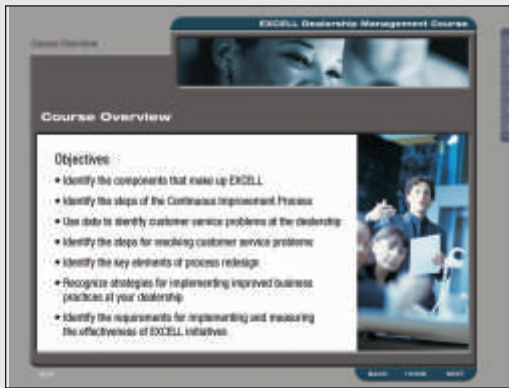 EXCELL Dealership Management Course
Course Overview
Course Overview
Objectives
• Identify the components that make up EXCELL
• Identify the steps of the Continuous Improvement Process
• Use data to identify customer service problems at the dealership
• Identify the steps for resolving customer service problems
• Identify the key elements of process redesign
• Recognize strategies for implementing improved business
practices at your dealership
• Identify the requirements for implementing and measuring
the effectiveness of EXCELL initiatives
BACK
NEXT